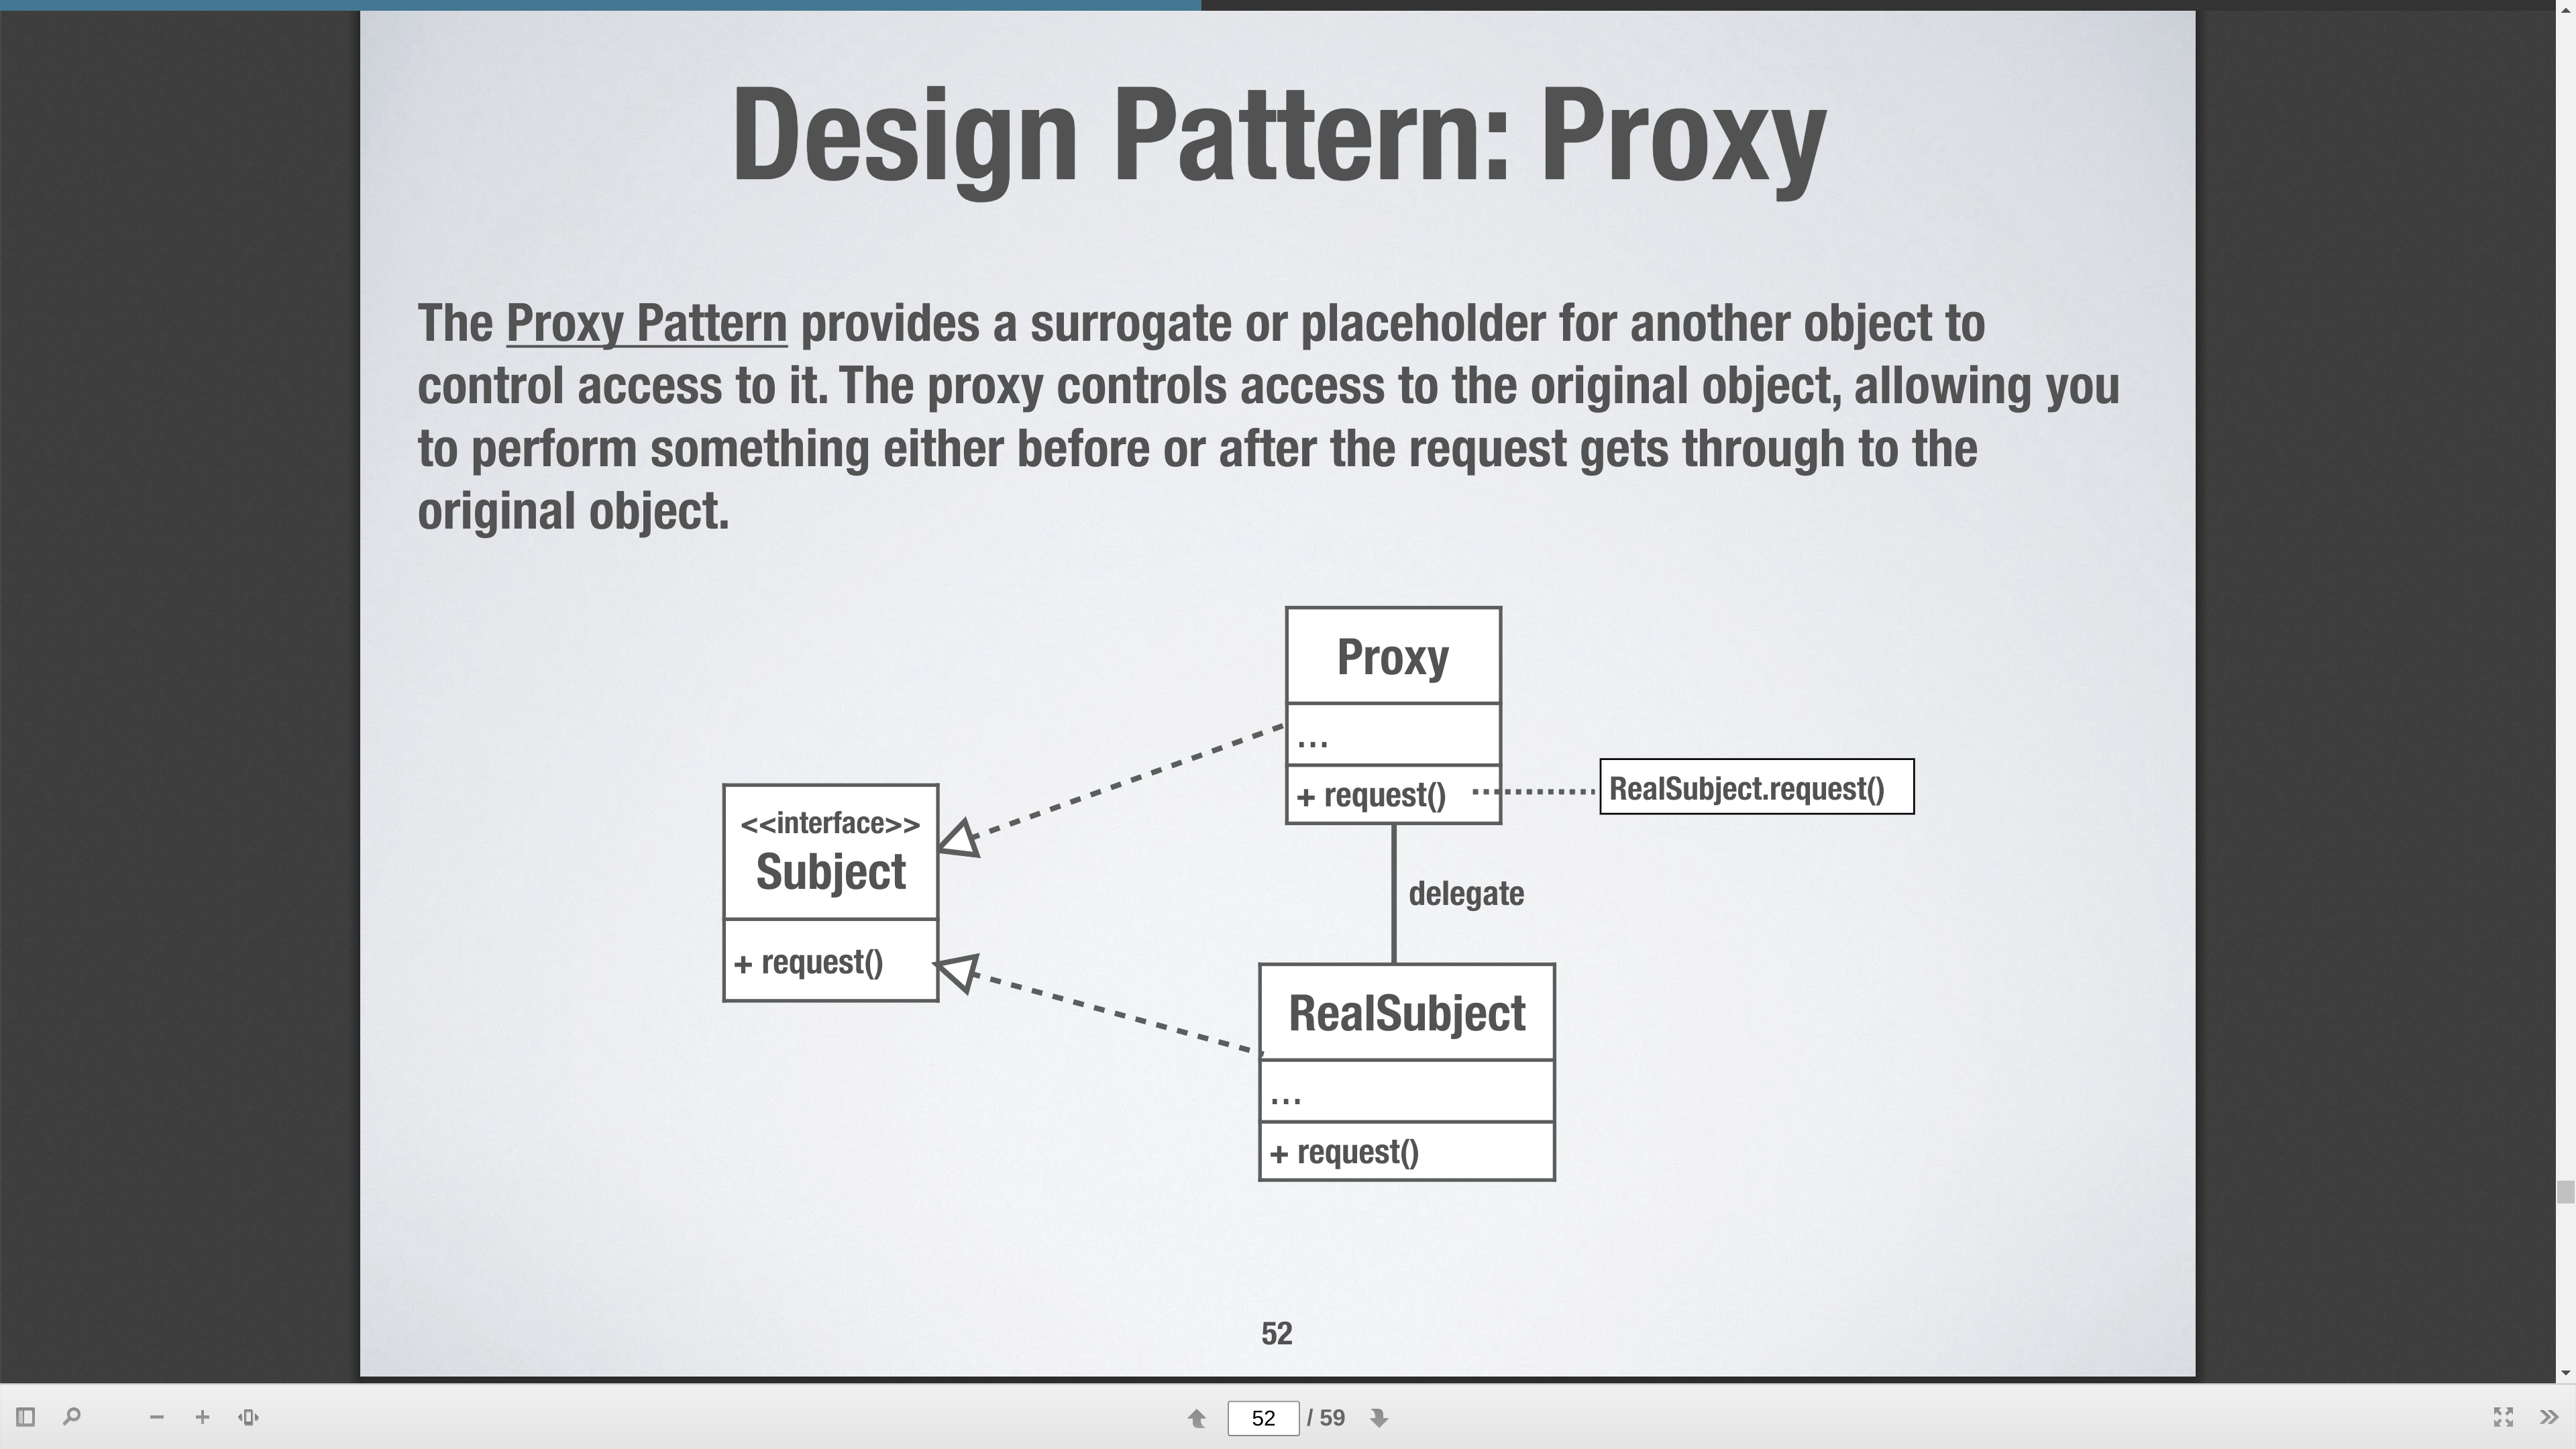 Design Pattern: Proxy
The Proxy Pattern provides a surrogate or placeholder for another object to
control access to it. The proxy controls access to the original object, allowing you
to perform something either before or after the request gets through to the
original object.
Proxy
...
+ request()
RealSubject.request()
<<interface>>
Subject
+ request()
delegate
RealSubject
...
+ request()
52
52 / 59